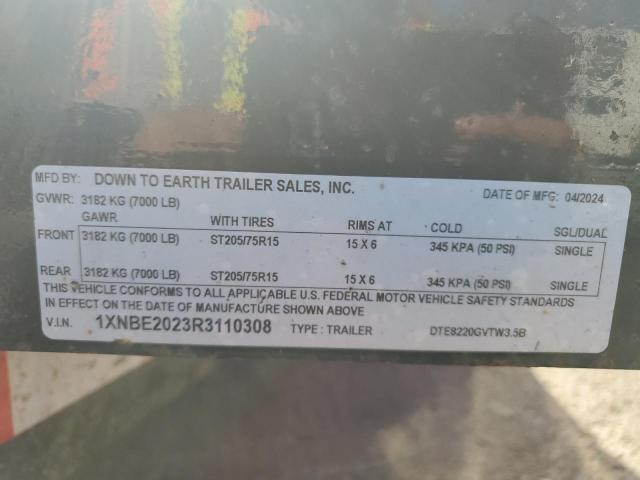 MFD BY: DOWN TO EARTH TRAILER SALES, INC. DATE OF MFG: 04/2024
GVWR: 3182 KG (7000 LB)
GAWR WITH TIRES RIMS AT COLD SGL/DUAL
FRONT 3182 KG (7000 LB) ST205/75R15 15 X 6 345 KPA (50 PSI) SINGLE
REAR 3182 KG (7000 LB) ST205/75R15 15 X 6 345 KPA (50 PSI) SINGLE
THIS VEHICLE CONFORMS TO ALL APPLICABLE U.S. FEDERAL MOTOR VEHICLE SAFETY STANDARDS
IN EFFECT ON THE DATE OF MANUFACTURE SHOWN ABOVE
V.I.N. 1XNBE2023R3110308 TYPE : TRAILER DTE8220GVTW3.5B